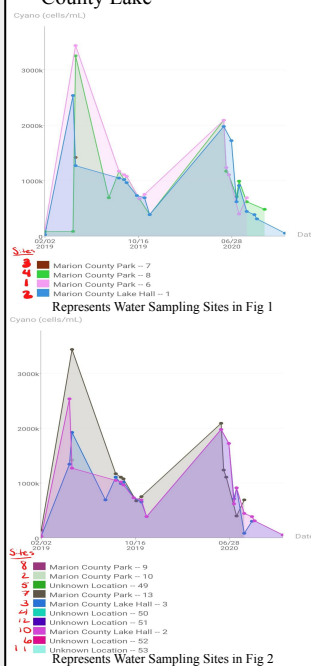 County Lake
Cyano (cells/mL)
3000k
2000k
1000k
0
02/02
2019
10/16
2019
06/28
2020
Dat
Sites
3 Marion County Park -- 7
4 Marion County Park -- 8
1 Marion County Park -- 6
2 Marion County Lake Hall -- 1
Represents Water Sampling Sites in Fig 1
Cyano (cells/mL)
3000k
2000k
1000k
0
02/02
2019
10/16
2019
06/28
2020
Dat
Sites
8 Marion County Park -- 9
2 Marion County Park -- 10
5 Unknown Location -- 49
7 Marion County Park -- 13
3 Marion County Lake Hall -- 3
4 Unknown Location -- 50
12 Unknown Location -- 51
10 Marion County Lake Hall -- 2
6 Unknown Location -- 52
11 Unknown Location -- 53
Represents Water Sampling Sites in Fig 2